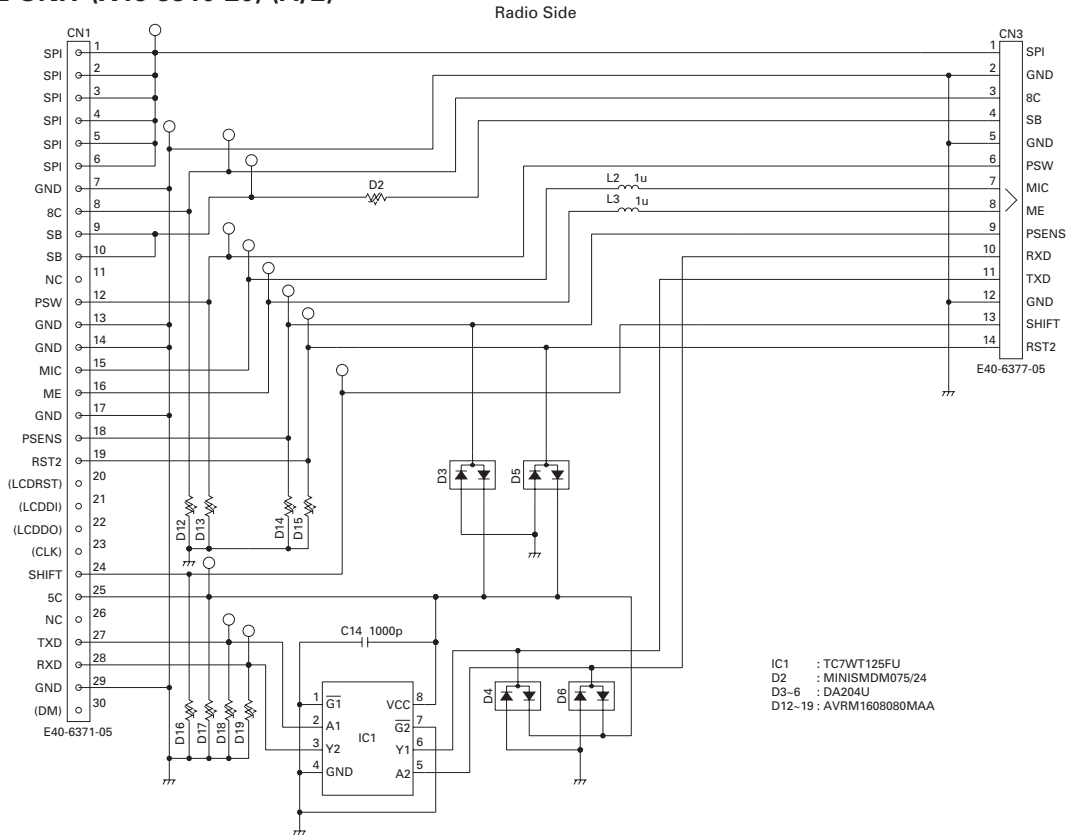 Radio Side
CN1
SPI 1
SPI 2
SPI 3
SPI 4
SPI 5
SPI 6
GND 7
8C 8
SB 9
SB 10
NC 11
PSW 12
GND 13
GND 14
MIC 15
ME 16
GND 17
PSENS 18
RST2 19
(LCDRST) 20
(LCDDI) 21
(LCDDO) 22
(CLK) 23
SHIFT 24
5C 25
NC 26
TXD 27
RXD 28
GND 29
(DM) 30
E40-6371-05
D2
L2 1u
L3 1u
CN3
1 SPI
2 GND
3 8C
4 SB
5 GND
6 PSW
7 MIC
8 ME
9 PSENS
10 RXD
11 TXD
12 GND
13 SHIFT
14 RST2
E40-6377-05
D3
D5
D12
D13
D14
D15
C14 1000p
D16
D17
D18
D19
1 G1
2 A1
3 Y2
4 GND
IC1
VCC 8
G2 7
Y1 6
A2 5
D4
D6
IC1 : TC7WT125FU
D2 : MINISMDM075/24
D3~6 : DA204U
D12~19 : AVRM1608080MAA